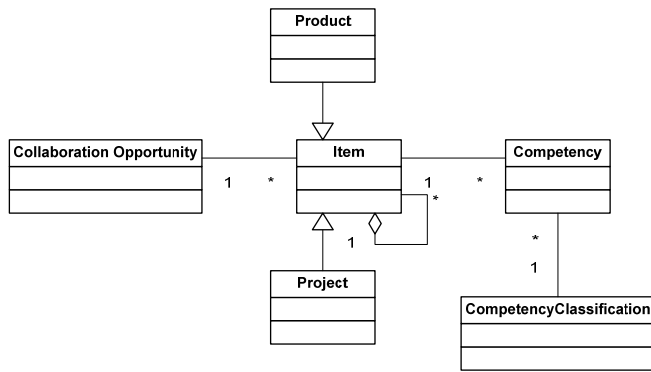 Product
Collaboration Opportunity
Item
Competency
1
*
1
*
*
1
*
1
Project
CompetencyClassification